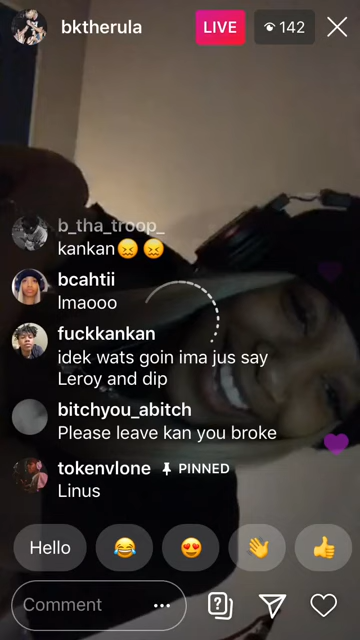 bktherula
LIVE
142
b_tha_troop_
kankan😖 😖
bcahtii
lmaooo
fuckkankan
idek wats goin ima jus say
Leroy and dip
bitchyou_abitch
Please leave kan you broke
tokenvlone PINNED
Linus
Hello
Comment